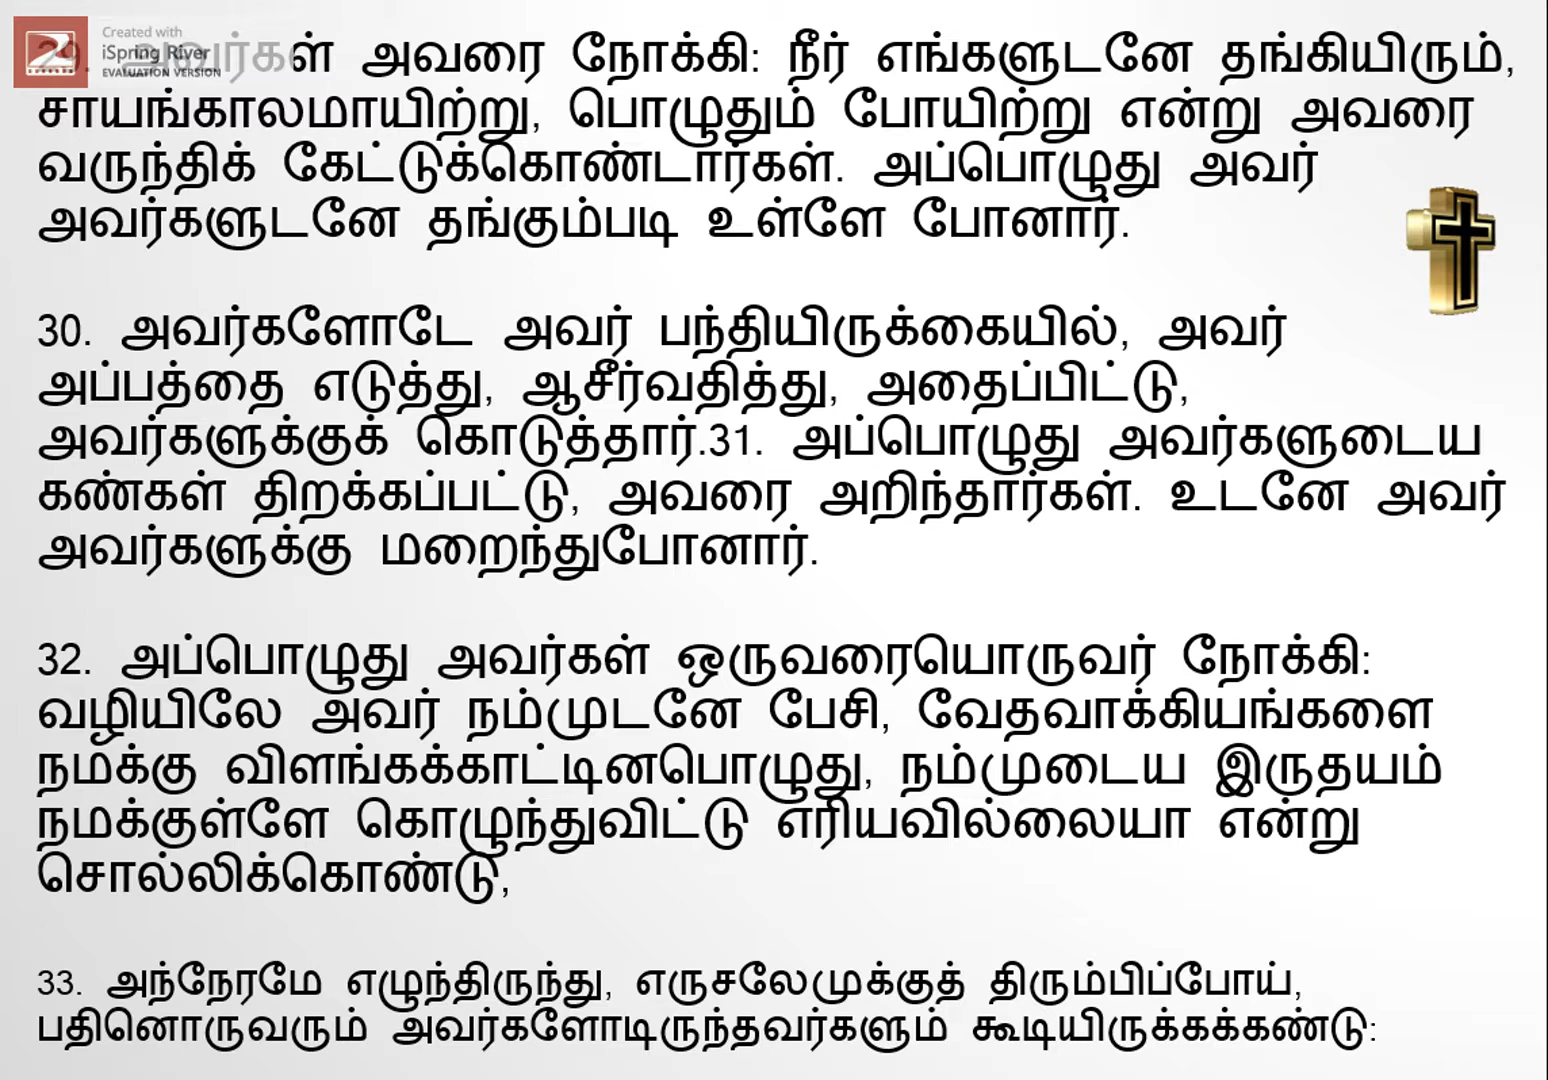 Created with
iSpring River
EVALUATION VERSION
29. அவர்கள் அவரை நோக்கி: நீர் எங்களுடனே தங்கியிரும்,
சாயங்காலமாயிற்று, பொழுதும் போயிற்று என்று அவரை
வருந்திக் கேட்டுக்கொண்டார்கள். அப்பொழுது அவர்
அவர்களுடனே தங்கும்படி உள்ளே போனார்.
30. அவர்களோடே அவர் பந்தியிருக்கையில், அவர்
அப்பத்தை எடுத்து, ஆசீர்வதித்து, அதைப்பிட்டு,
அவர்களுக்குக் கொடுத்தார்.31. அப்பொழுது அவர்களுடைய
கண்கள் திறக்கப்பட்டு, அவரை அறிந்தார்கள். உடனே அவர்
அவர்களுக்கு மறைந்துபோனார்.
32. அப்பொழுது அவர்கள் ஒருவரையொருவர் நோக்கி:
வழியிலே அவர் நம்முடனே பேசி, வேதவாக்கியங்களை
நமக்கு விளங்கக்காட்டினபொழுது, நம்முடைய இருதயம்
நமக்குள்ளே கொழுந்துவிட்டு எரியவில்லையா என்று
சொல்லிக்கொண்டு,
33. அந்நேரமே எழுந்திருந்து, எருசலேமுக்குத் திரும்பிப்போய்,
பதினொருவரும் அவர்களோடிருந்தவர்களும் கூடியிருக்கக்கண்டு: